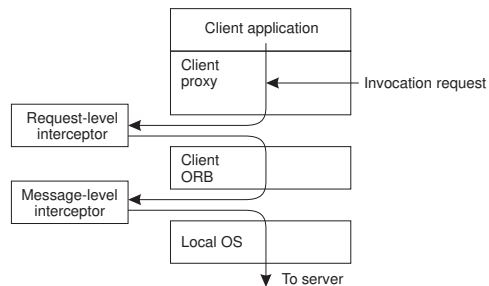 Client application
Client
proxy
Invocation request
Request-level
interceptor
Client
ORB
Message-level
interceptor
Local OS
To server